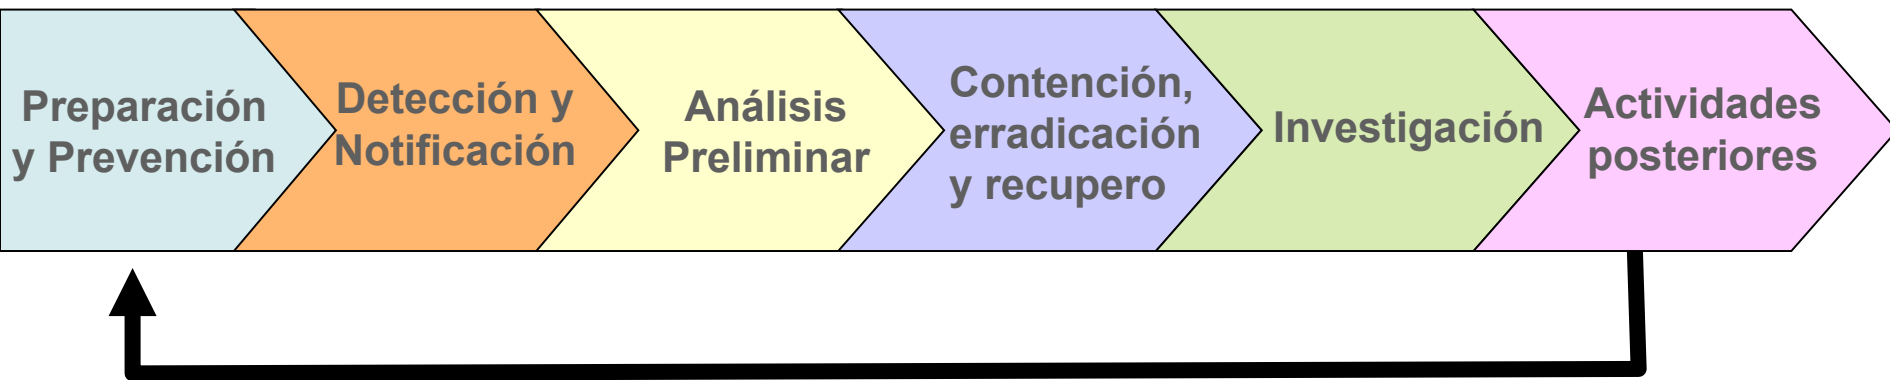 Preparación
y Prevención
Detección y
Notificación
Análisis
Preliminar
Contención,
erradicación
y recupero
Investigación
Actividades
posteriores